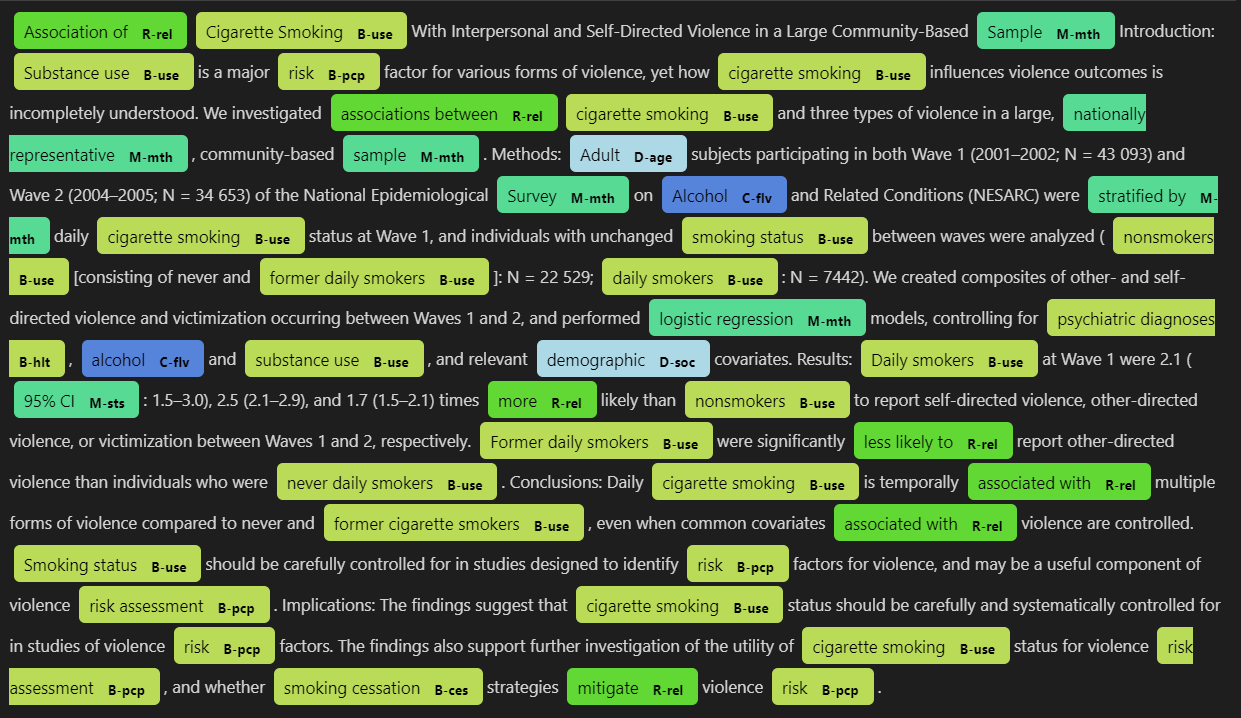 Association of R-rel Cigarette Smoking B-use With Interpersonal and Self-Directed Violence in a Large Community-Based Sample M-mth Introduction:
Substance use B-use is a major risk B-pcp factor for various forms of violence, yet how cigarette smoking B-use influences violence outcomes is
incompletely understood. We investigated associations between R-rel cigarette smoking B-use and three types of violence in a large, nationally
representative M-mth , community-based sample M-mth . Methods: Adult D-age subjects participating in both Wave 1 (2001–2002; N = 43 093) and
Wave 2 (2004–2005; N = 34 653) of the National Epidemiological Survey M-mth on Alcohol C-flv and Related Conditions (NESARC) were stratified by M-
mth daily cigarette smoking B-use status at Wave 1, and individuals with unchanged smoking status B-use between waves were analyzed ( nonsmokers
B-use [consisting of never and former daily smokers B-use ]: N = 22 529; daily smokers B-use : N = 7442). We created composites of other- and self-
directed violence and victimization occurring between Waves 1 and 2, and performed logistic regression M-mth models, controlling for psychiatric diagnoses
B-hlt , alcohol C-flv and substance use B-use , and relevant demographic D-soc covariates. Results: Daily smokers B-use at Wave 1 were 2.1 (
95% CI M-sts : 1.5–3.0), 2.5 (2.1–2.9), and 1.7 (1.5–2.1) times more R-rel likely than nonsmokers B-use to report self-directed violence, other-directed
violence, or victimization between Waves 1 and 2, respectively. Former daily smokers B-use were significantly less likely to R-rel report other-directed
violence than individuals who were never daily smokers B-use . Conclusions: Daily cigarette smoking B-use is temporally associated with R-rel multiple
forms of violence compared to never and former cigarette smokers B-use , even when common covariates associated with R-rel violence are controlled.
Smoking status B-use should be carefully controlled for in studies designed to identify risk B-pcp factors for violence, and may be a useful component of
violence risk assessment B-pcp . Implications: The findings suggest that cigarette smoking B-use status should be carefully and systematically controlled for
in studies of violence risk B-pcp factors. The findings also support further investigation of the utility of cigarette smoking B-use status for violence risk
assessment B-pcp , and whether smoking cessation B-ces strategies mitigate R-rel violence risk B-pcp .